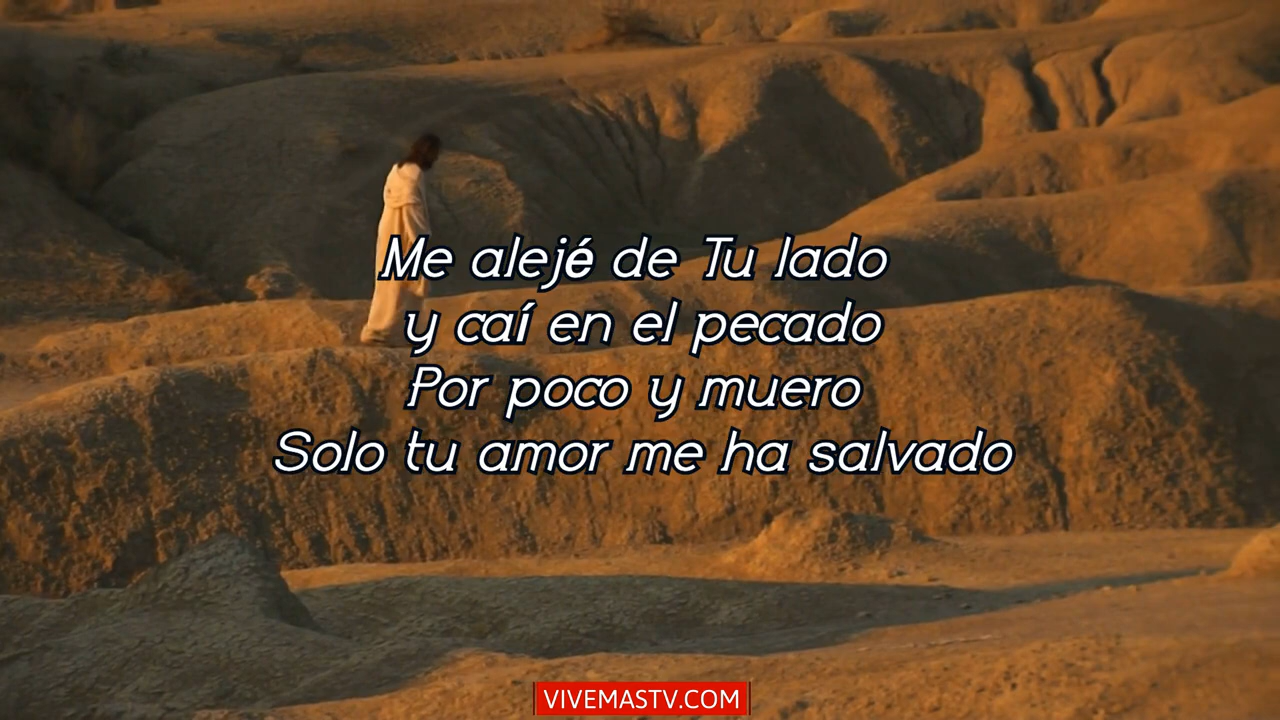 Me alejé de Tu lado
y caí en el pecado
Por poco y muero
Solo tu amor me ha salvado
VIVEMASTV.COM